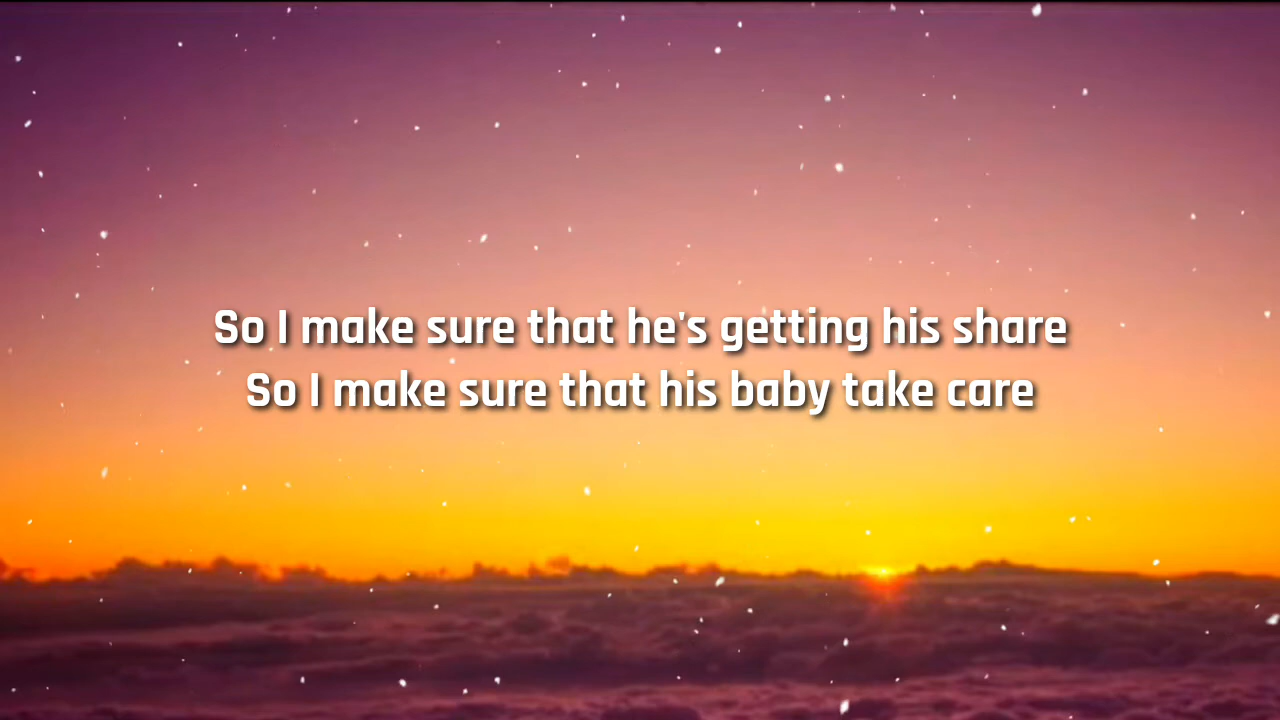 So I make sure that he's getting his share
So I make sure that his baby take care